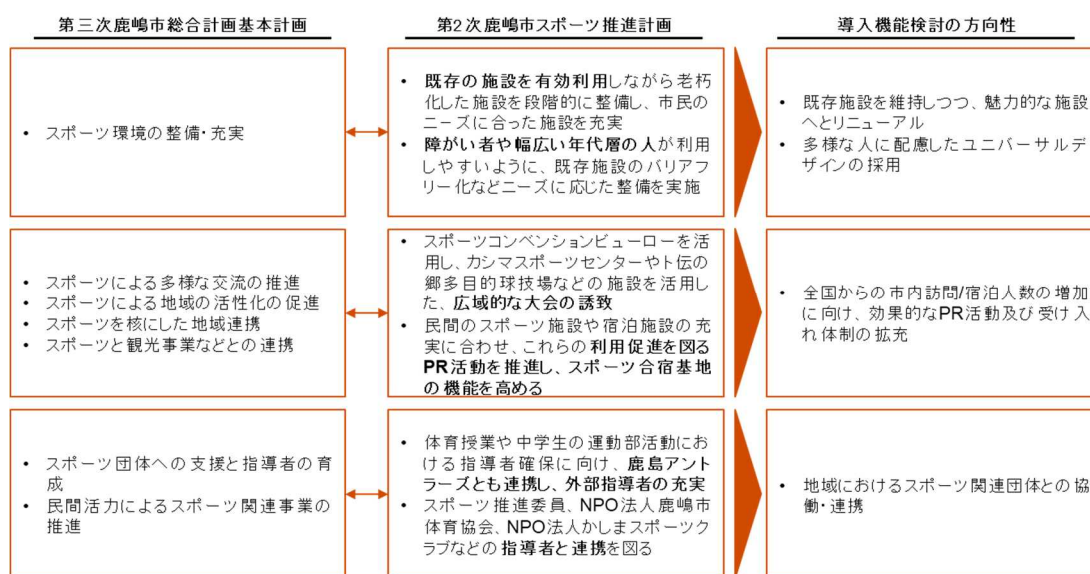 第三次鹿嶋市総合計画基本計画
第2次鹿嶋市スポーツ推進計画
導入機能検討の方向性
• スポーツ環境の整備・充実
• 既存の施設を有効利用しながら老朽
化した施設を段階的に整備し、市民の
ニーズに合った施設を充実
• 障がい者や幅広い年代層の人が利用
しやすいように、既存施設のバリアフ
リー化などニーズに応じた整備を実施
• 既存施設を維持しつつ、魅力的な施設
へとリニューアル
• 多様な人に配慮したユニバーサルデ
ザインの採用
• スポーツによる多様な交流の推進
• スポーツによる地域の活性化の促進
• スポーツを核にした地域連携
• スポーツと観光事業などとの連携
• スポーツコンベンションビューローを活
用し、カシマスポーツセンターやト伝の
郷多目的球技場などの施設を活用し
た、広域的な大会の誘致
• 民間のスポーツ施設や宿泊施設の充
実に合わせ、これらの利用促進を図る
PR活動を推進し、スポーツ合宿基地
の機能を高める
• 全国からの市内訪問/宿泊人数の増加
に向け、効果的なPR活動及び受け入
れ体制の拡充
• スポーツ団体への支援と指導者の育
成
• 民間活力によるスポーツ関連事業の
推進
• 体育授業や中学生の運動部活動にお
ける指導者確保に向け、鹿島アント
ラーズとも連携し、外部指導者の充実
• スポーツ推進委員、NPO法人鹿嶋市
体育協会、NPO法人かしまスポーツク
ラブなどの指導者と連携を図る
• 地域におけるスポーツ関連団体との協
働・連携